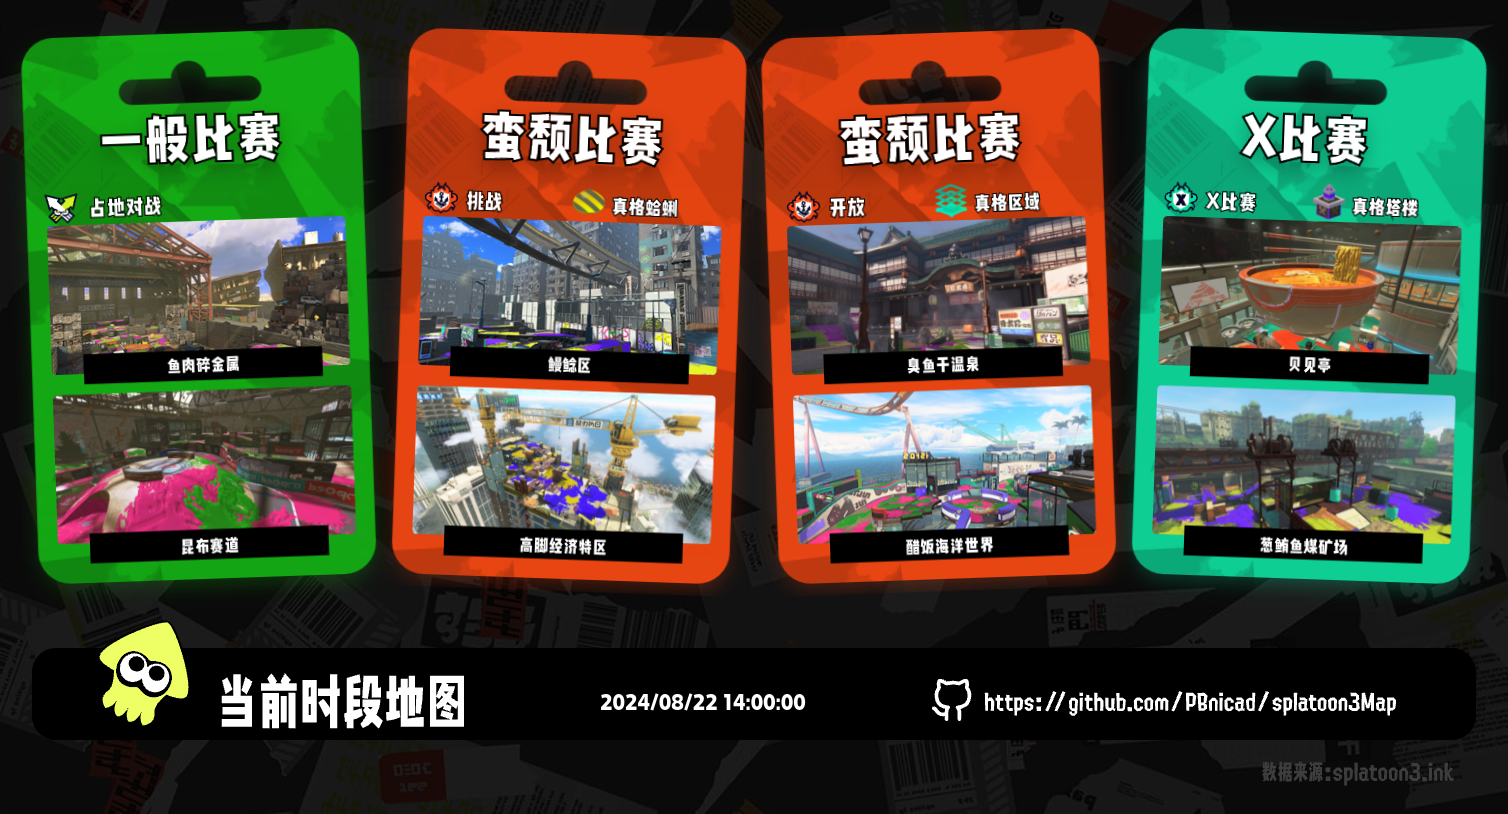 一般比赛
占地对战
鱼肉碎金属
昆布赛道
蛮颓比赛
挑战
真格蛤蜊
鳗鲶区
高脚经济特区
蛮颓比赛
开放
真格区域
臭鱼干温泉
醋饭海洋世界
X比赛
X比赛
真格塔楼
贝见亭
葱鲔鱼煤矿场
当前时段地图
2024/08/22 14:00:00
https://github.com/PBnicad/splatoon3Map
数据来源:splatoon3.ink